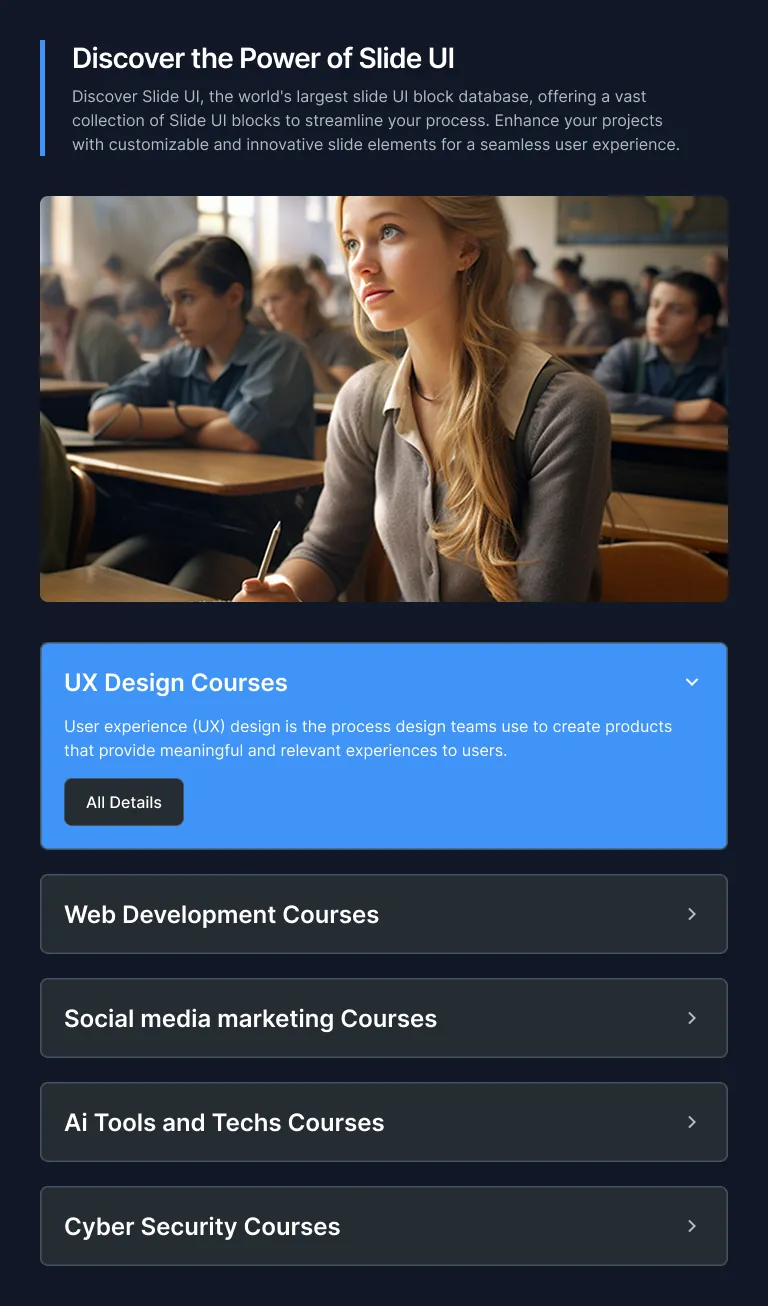 Discover the Power of Slide UI
Discover Slide UI, the world's largest slide UI block database, offering a vast
collection of Slide UI blocks to streamline your process. Enhance your projects
with customizable and innovative slide elements for a seamless user experience.
UX Design Courses
User experience (UX) design is the process design teams use to create products
that provide meaningful and relevant experiences to users.
All Details
Web Development Courses
Social media marketing Courses
Ai Tools and Techs Courses
Cyber Security Courses